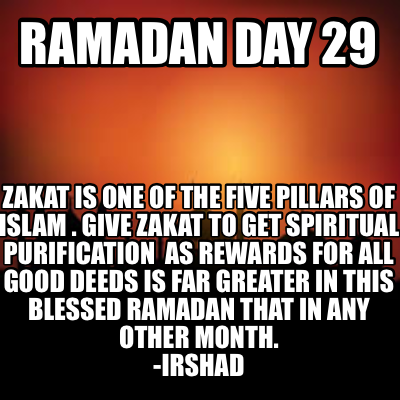 RAMADAN DAY 29
ZAKAT IS ONE OF THE FIVE PILLARS OF
ISLAM . GIVE ZAKAT TO GET SPIRITUAL
PURIFICATION AS REWARDS FOR ALL
GOOD DEEDS IS FAR GREATER IN THIS
BLESSED RAMADAN THAT IN ANY
OTHER MONTH.
-IRSHAD